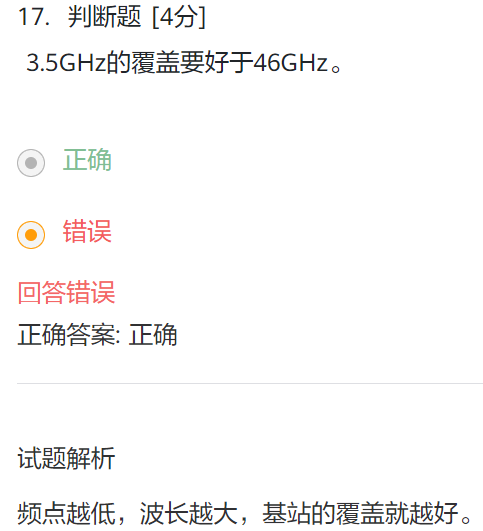 17. 判断题 [4分]
3.5GHz的覆盖要好于46GHz。
正确
错误
回答错误
正确答案: 正确
试题解析
频点越低，波长越大，基站的覆盖就越好。